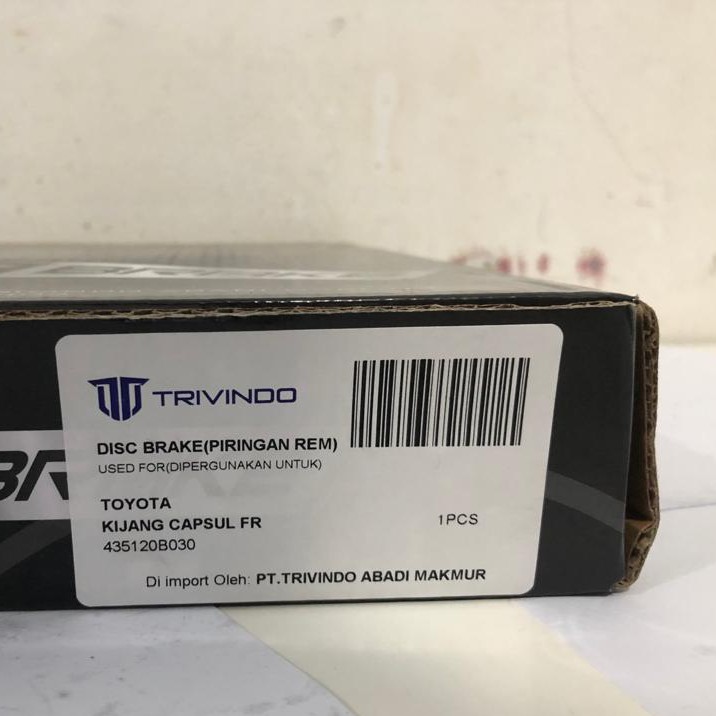 TRIVINDO
DISC BRAKE(PIRINGAN REM)
USED FOR(DIPERGUNAKAN UNTUK)
TOYOTA
KIJANG CAPSUL FR
1PCS
435120B030
Di import Oleh: PT.TRIVINDO ABADI MAKMUR